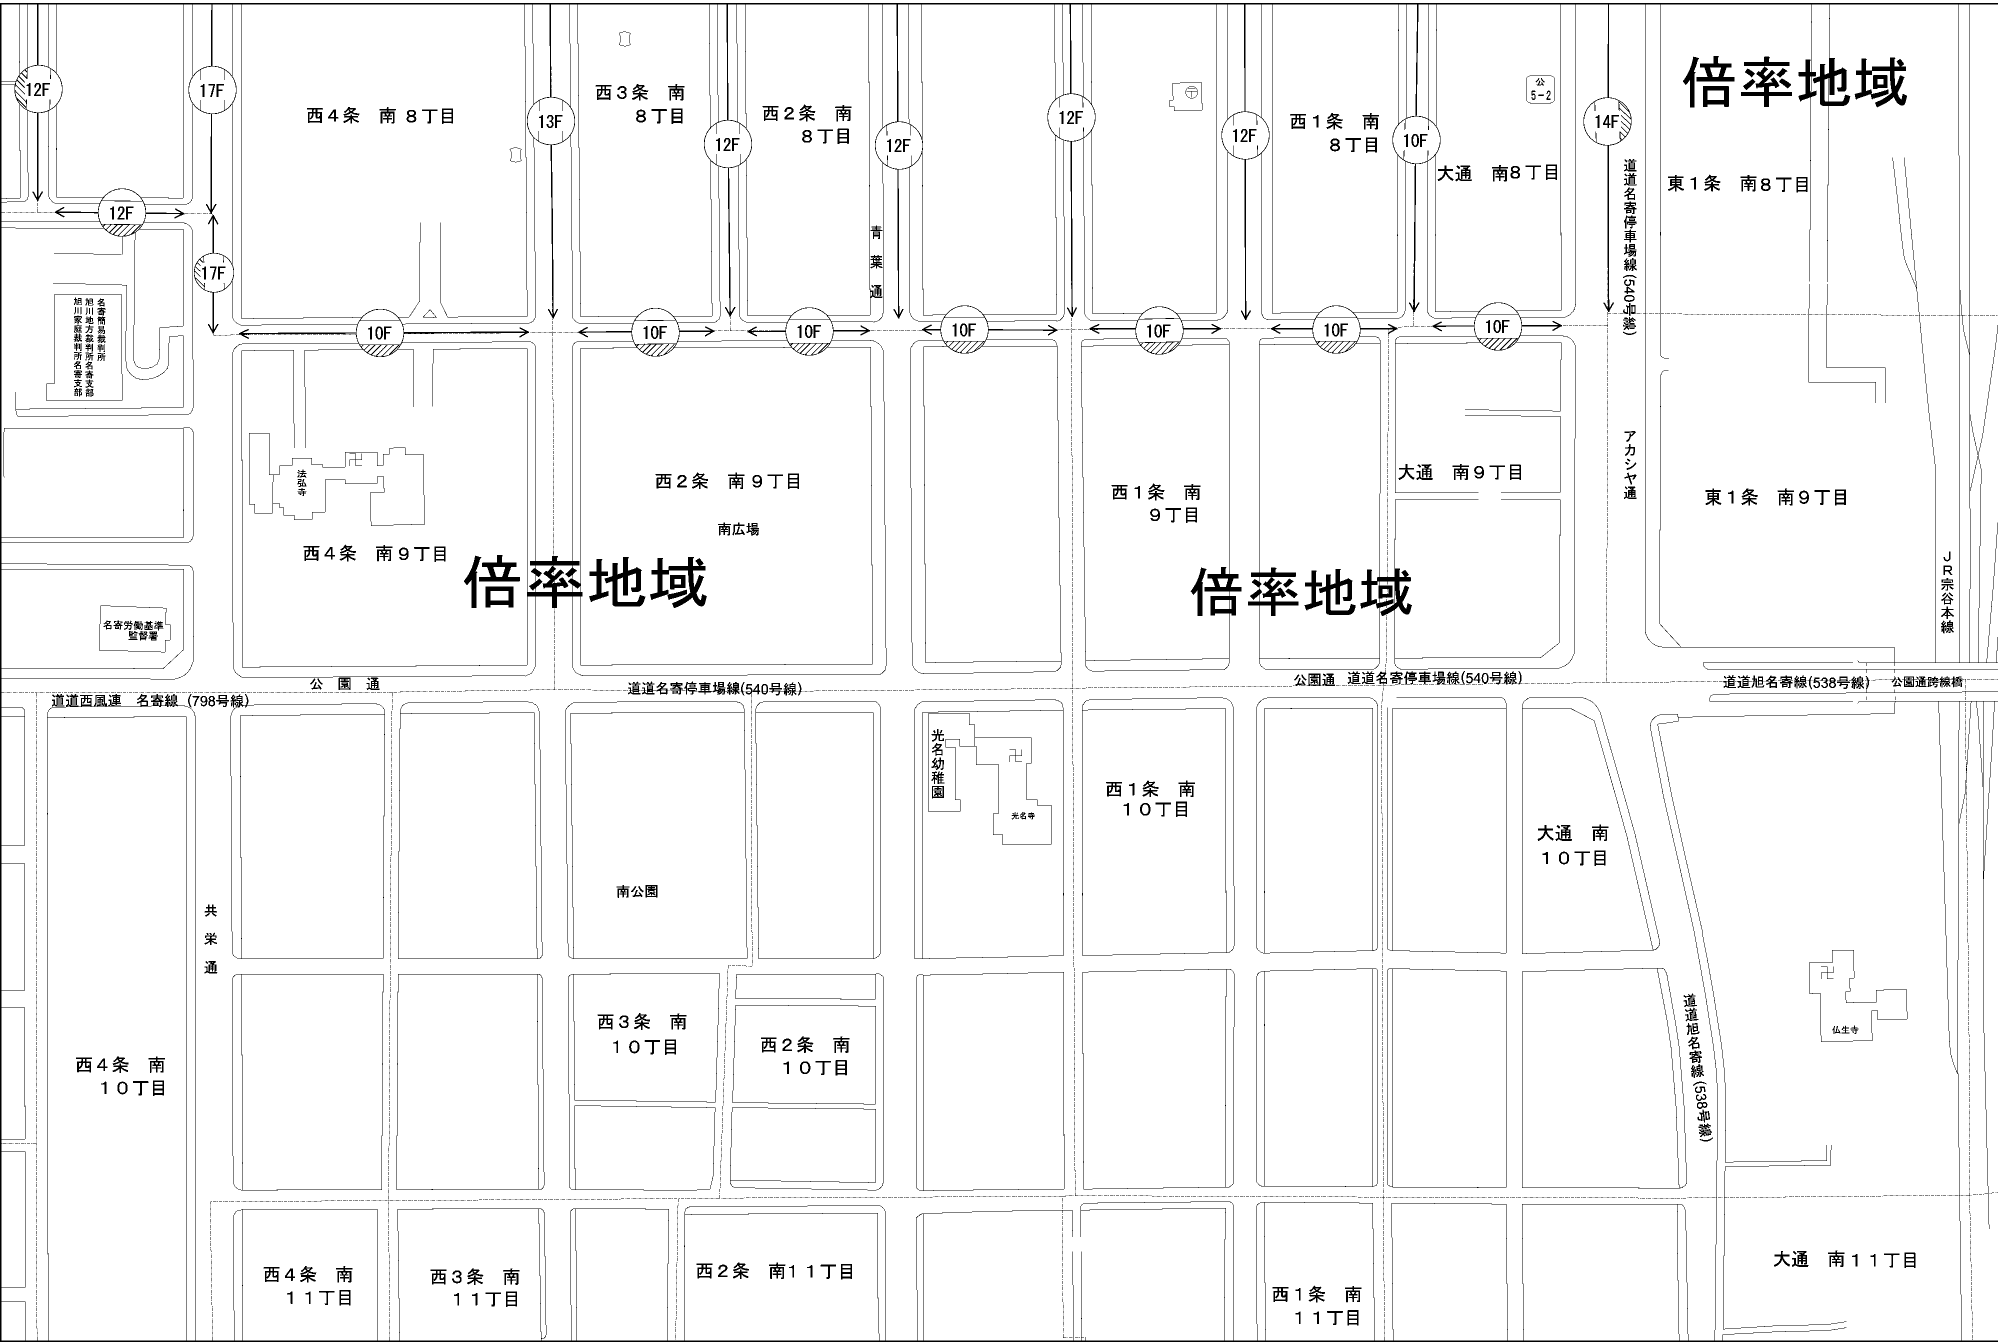 倍率地域
公
5-2
12F
17F
13F
12F
12F
12F
12F
10F
14F
西４条　南 ８丁目
西３条　南
８丁目
西２条　南
８丁目
西１条　南
８丁目
大通　南８丁目
東１条　南８丁目
道道名寄停車場線(540号線)
12F
17F
青葉通
10F
10F
10F
10F
10F
10F
10F
名寄簡易裁判所
旭川地方裁判所名寄支部
旭川家庭裁判所名寄支部
法弘寺
西４条　南９丁目
西２条　南９丁目
南広場
西１条　南
９丁目
大通　南９丁目
アカシヤ通
東１条　南９丁目
倍率地域
倍率地域
ＪＲ宗谷本線
名寄労働基準
監督署
公　園　通
道道西風連　名寄線（798号線）
道道名寄停車場線(540号線)
公園通　道道名寄停車場線(540号線)
道道旭名寄線(538号線)
公園通跨線橋
光名幼稚園
光名寺
西１条　南
１０丁目
大通　南
１０丁目
南公園
共栄通
西４条　南
１０丁目
西３条　南
１０丁目
西２条　南
１０丁目
道道旭名寄線(538号線)
仏生寺
西４条　南
１１丁目
西３条　南
１１丁目
西２条　南１１丁目
西１条　南
１１丁目
大通　南１１丁目